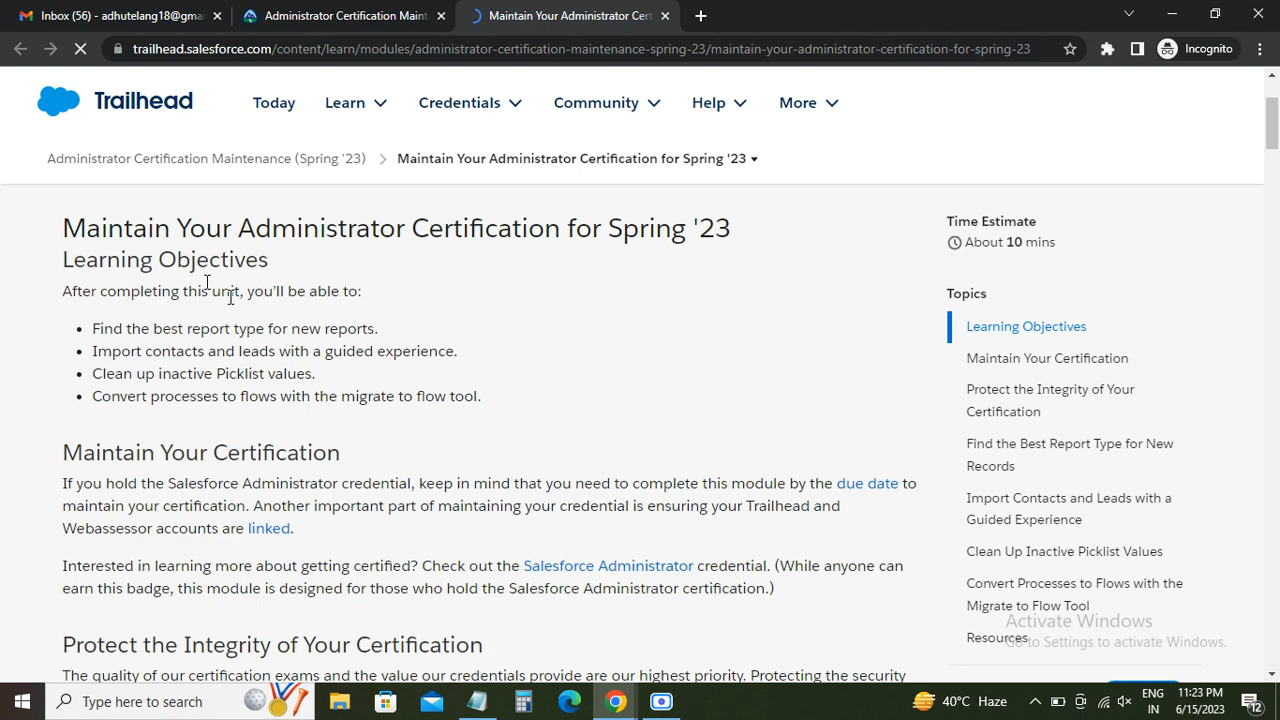 Inbox (56) - adhutelang18@gma
Administrator Certification Maint
Maintain Your Administrator Cert
trailhead.salesforce.com/content/learn/modules/administrator-certification-maintenance-spring-23/maintain-your-administrator-certification-for-spring-23
Incognito
Trailhead
Today
Learn
Credentials
Community
Help
More
Administrator Certification Maintenance (Spring '23)
Maintain Your Administrator Certification for Spring '23
Maintain Your Administrator Certification for Spring '23
Learning Objectives
After completing this unit, you'll be able to:
• Find the best report type for new reports.
• Import contacts and leads with a guided experience.
• Clean up inactive Picklist values.
• Convert processes to flows with the migrate to flow tool.
Maintain Your Certification
If you hold the Salesforce Administrator credential, keep in mind that you need to complete this module by the due date to
maintain your certification. Another important part of maintaining your credential is ensuring your Trailhead and
Webassessor accounts are linked.
Interested in learning more about getting certified? Check out the Salesforce Administrator credential. (While anyone can
earn this badge, this module is designed for those who hold the Salesforce Administrator certification.)
Protect the Integrity of Your Certification
The quality of our certification exams and the value our credentials provide are our highest priority. Protecting the security
Time Estimate
About 10 mins
Topics
Learning Objectives
Maintain Your Certification
Protect the Integrity of Your
Certification
Find the Best Report Type for New
Records
Import Contacts and Leads with a
Guided Experience
Clean Up Inactive Picklist Values
Convert Processes to Flows with the
Migrate to Flow Tool
Resources
Activate Windows
Go to Settings to activate Windows.
Type here to search
40°C Haze
ENG
IN
11:23 PM
6/15/2023
12